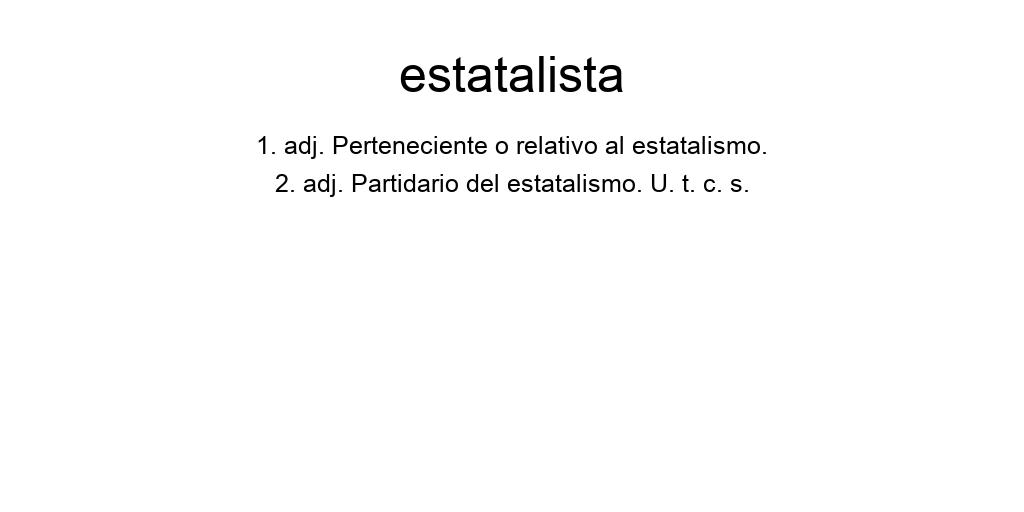 estatalista
1. adj. Perteneciente o relativo al estatalismo.
2. adj. Partidario del estatalismo. U. t. c. s.